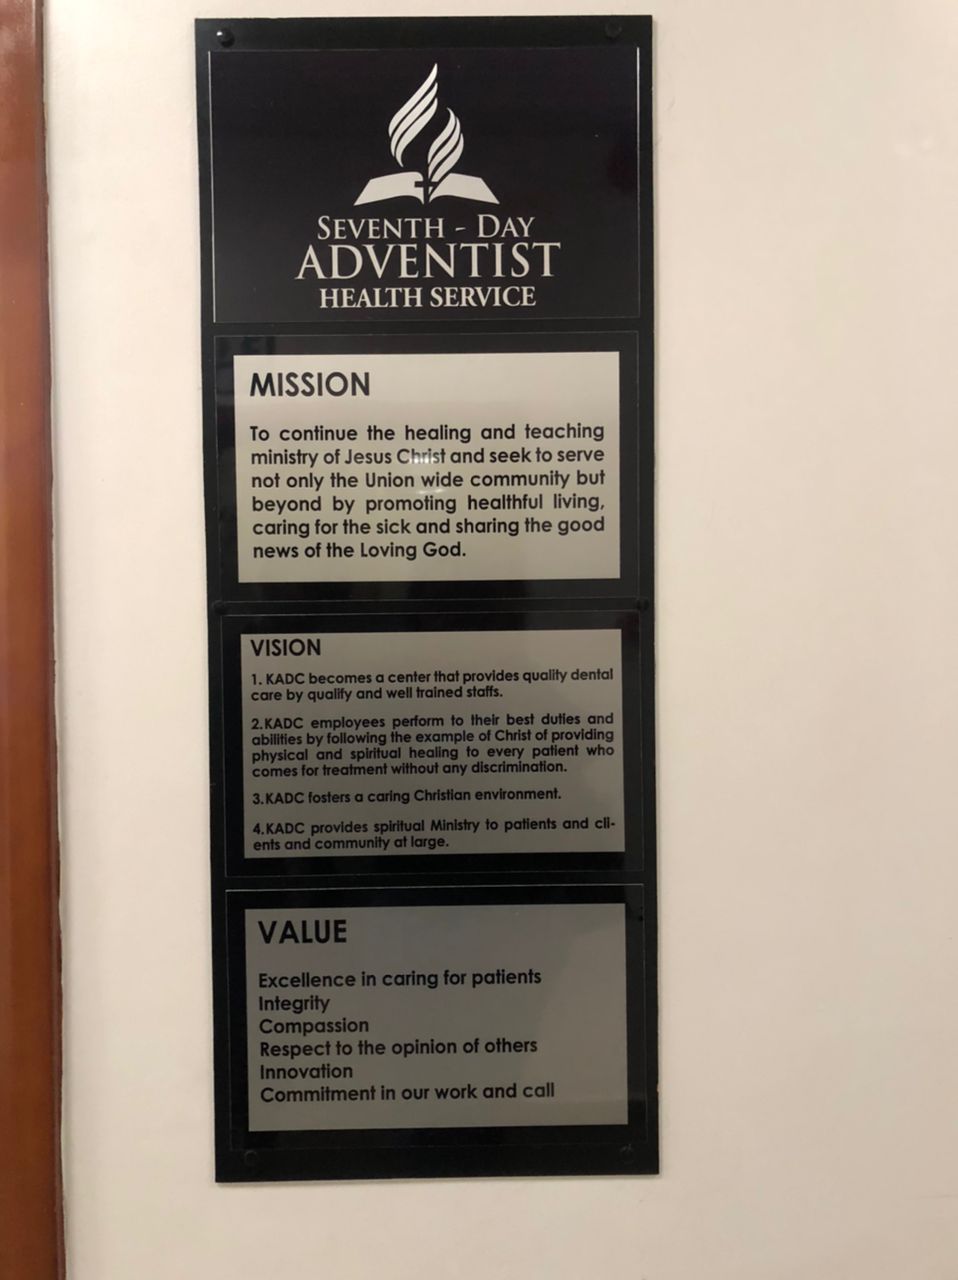 SEVENTH - DAY
ADVENTIST
HEALTH SERVICE
MISSION
To continue the healing and teaching
ministry of Jesus Christ and seek to serve
not only the Union wide community but
beyond by promoting healthful living,
caring for the sick and sharing the good
news of the Loving God.
VISION
1. KADC becomes a center that provides quality dental
care by qualify and well trained staffs.
2.KADC employees perform to their best duties and
abilities by following the example of Christ of providing
physical and spiritual healing to every patient who
comes for treatment without any discrimination.
3.KADC fosters a caring Christian environment.
4.KADC provides spiritual Ministry to patients and cli-
ents and community at large.
VALUE
Excellence in caring for patients
Integrity
Compassion
Respect to the opinion of others
Innovation
Commitment in our work and call